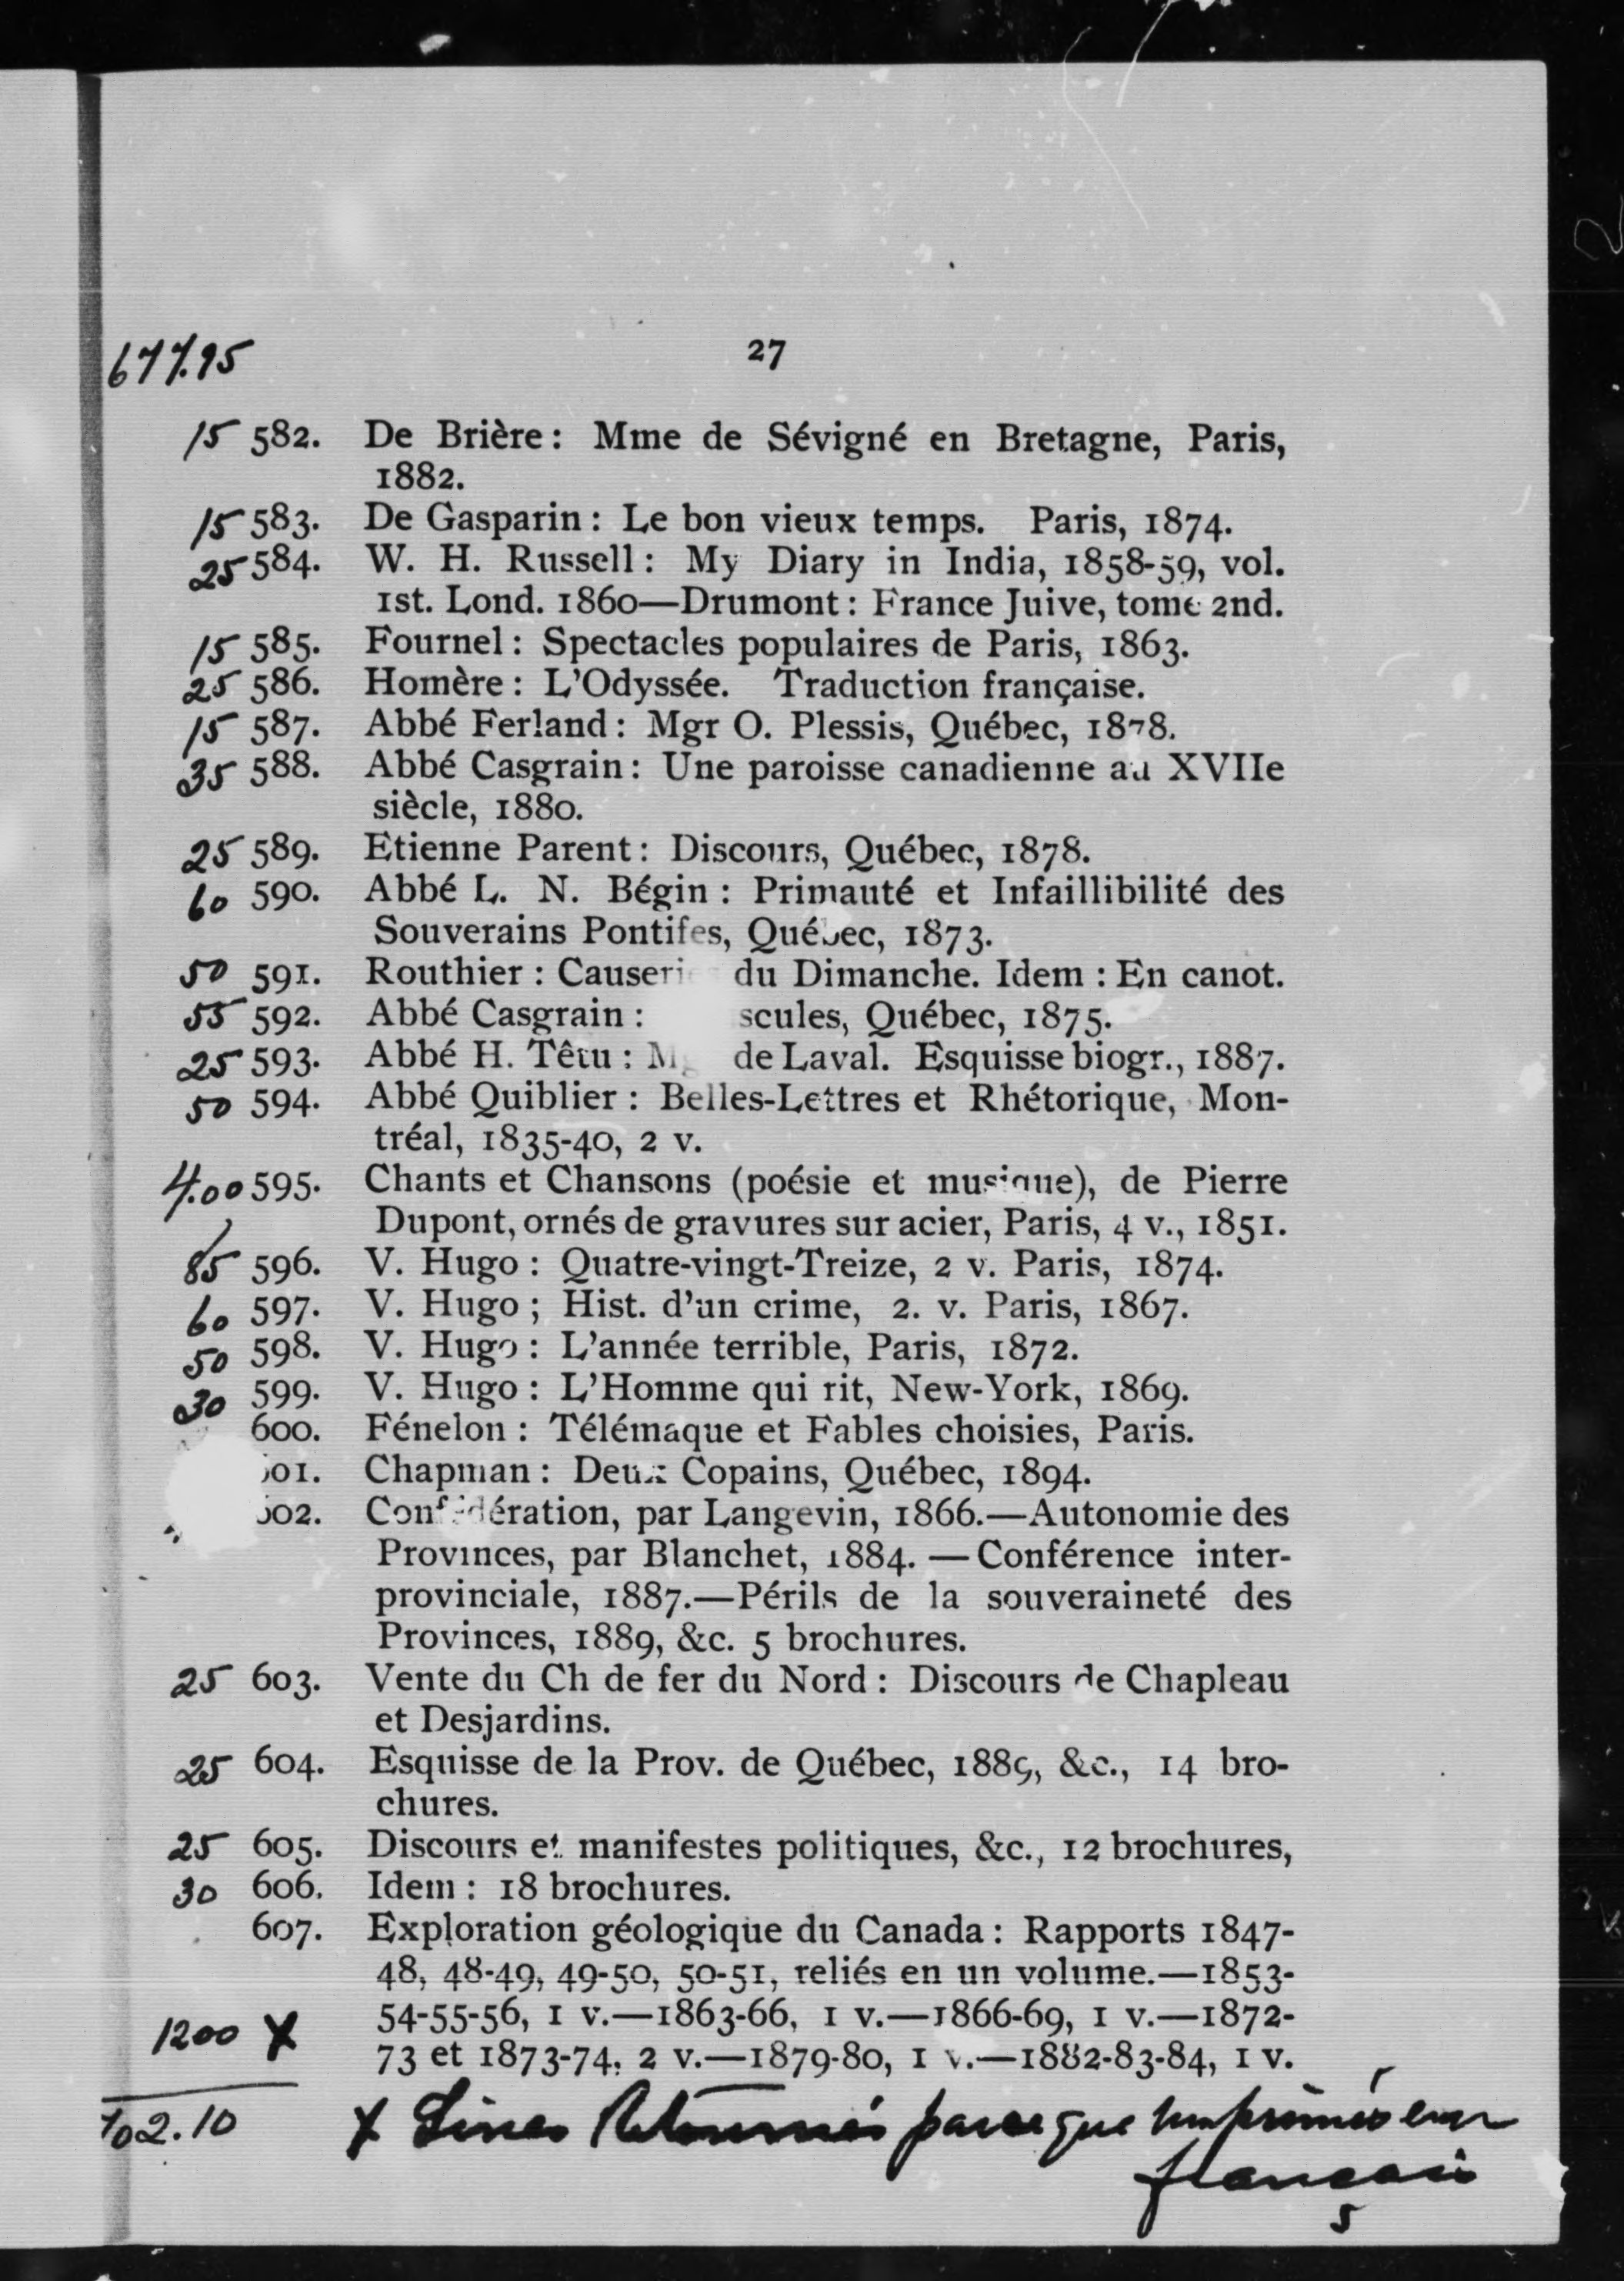 677.95
27
15 582. De Brière : Mme de Sévigné en Bretagne, Paris,
1882.
15 583. De Gasparin : Le bon vieux temps. Paris, 1874.
25 584. W. H. Russell : My Diary in India, 1858-59, vol.
1st. Lond. 1860—Drumont : France Juive, tome 2nd.
15 585. Fournel : Spectacles populaires de Paris, 1863.
25 586. Homère : L'Odyssée. Traduction française.
15 587. Abbé Ferland : Mgr O. Plessis, Québec, 1878.
35 588. Abbé Casgrain : Une paroisse canadienne au XVIIe
siècle, 1880.
25 589. Etienne Parent : Discours, Québec, 1878.
60 590. Abbé L. N. Bégin : Primauté et Infaillibilité des
Souverains Pontifes, Québec, 1873.
50 591. Routhier : Causeries du Dimanche. Idem : En canot.
55 592. Abbé Casgrain : scules, Québec, 1875.
25 593. Abbé H. Têtu : Mg de Laval. Esquisse biogr., 1887.
50 594. Abbé Quiblier : Belles-Lettres et Rhétorique, Mon-
tréal, 1835-40, 2 v.
4.00 595. Chants et Chansons (poésie et musique), de Pierre
Dupont, ornés de gravures sur acier, Paris, 4 v., 1851.
85 596. V. Hugo : Quatre-vingt-Treize, 2 v. Paris, 1874.
60 597. V. Hugo ; Hist. d'un crime, 2. v. Paris, 1867.
50 598. V. Hugo : L'année terrible, Paris, 1872.
30 599. V. Hugo : L'Homme qui rit, New-York, 1869.
600. Fénelon : Télémaque et Fables choisies, Paris.
601. Chapman : Deux Copains, Québec, 1894.
602. Confédération, par Langevin, 1866.—Autonomie des
Provinces, par Blanchet, 1884. — Conférence inter-
provinciale, 1887.—Périls de la souveraineté des
Provinces, 1889, &c. 5 brochures.
25 603. Vente du Ch de fer du Nord : Discours de Chapleau
et Desjardins.
25 604. Esquisse de la Prov. de Québec, 1889, &c., 14 bro-
chures.
25 605. Discours et manifestes politiques, &c., 12 brochures,
30 606. Idem : 18 brochures.
607. Exploration géologique du Canada : Rapports 1847-
48, 48-49, 49-50, 50-51, reliés en un volume.—1853-
54-55-56, 1 v.—1863-66, 1 v.—1866-69, 1 v.—1872-
1200 X 73 et 1873-74, 2 v.—1879-80, 1 v.—1882-83-84, 1 v.
702.10 X Livres Retournés parce que imprimés en
français
5